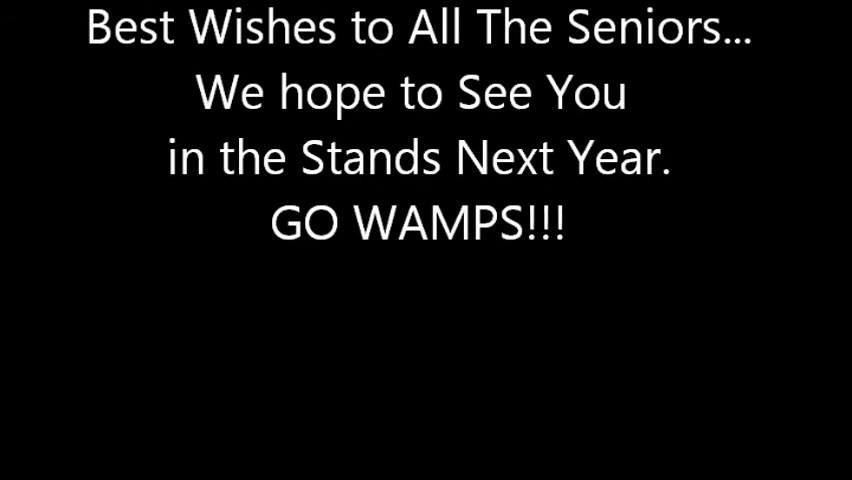 Best Wishes to All The Seniors...
We hope to See You
in the Stands Next Year.
GO WAMPS!!!